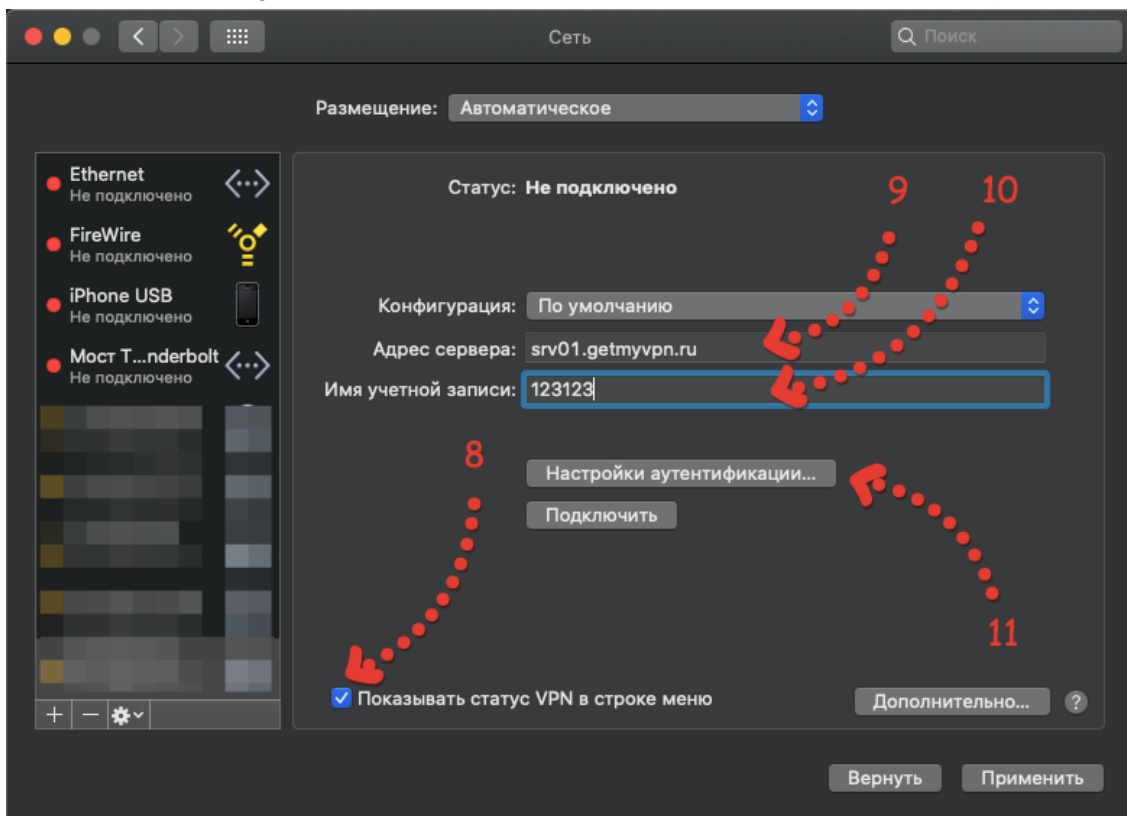 Сеть
Поиск
Размещение: Автоматическое
Ethernet
Не подключено
FireWire
Не подключено
iPhone USB
Не подключено
Мост T...nderbolt
Не подключено
Статус: Не подключено
9
10
Конфигурация: По умолчанию
Адрес сервера: srv01.getmyvpn.ru
Имя учетной записи: 123123
8
Настройки аутентификации...
Подключить
11
Показывать статус VPN в строке меню
Дополнительно...
?
Вернуть
Применить